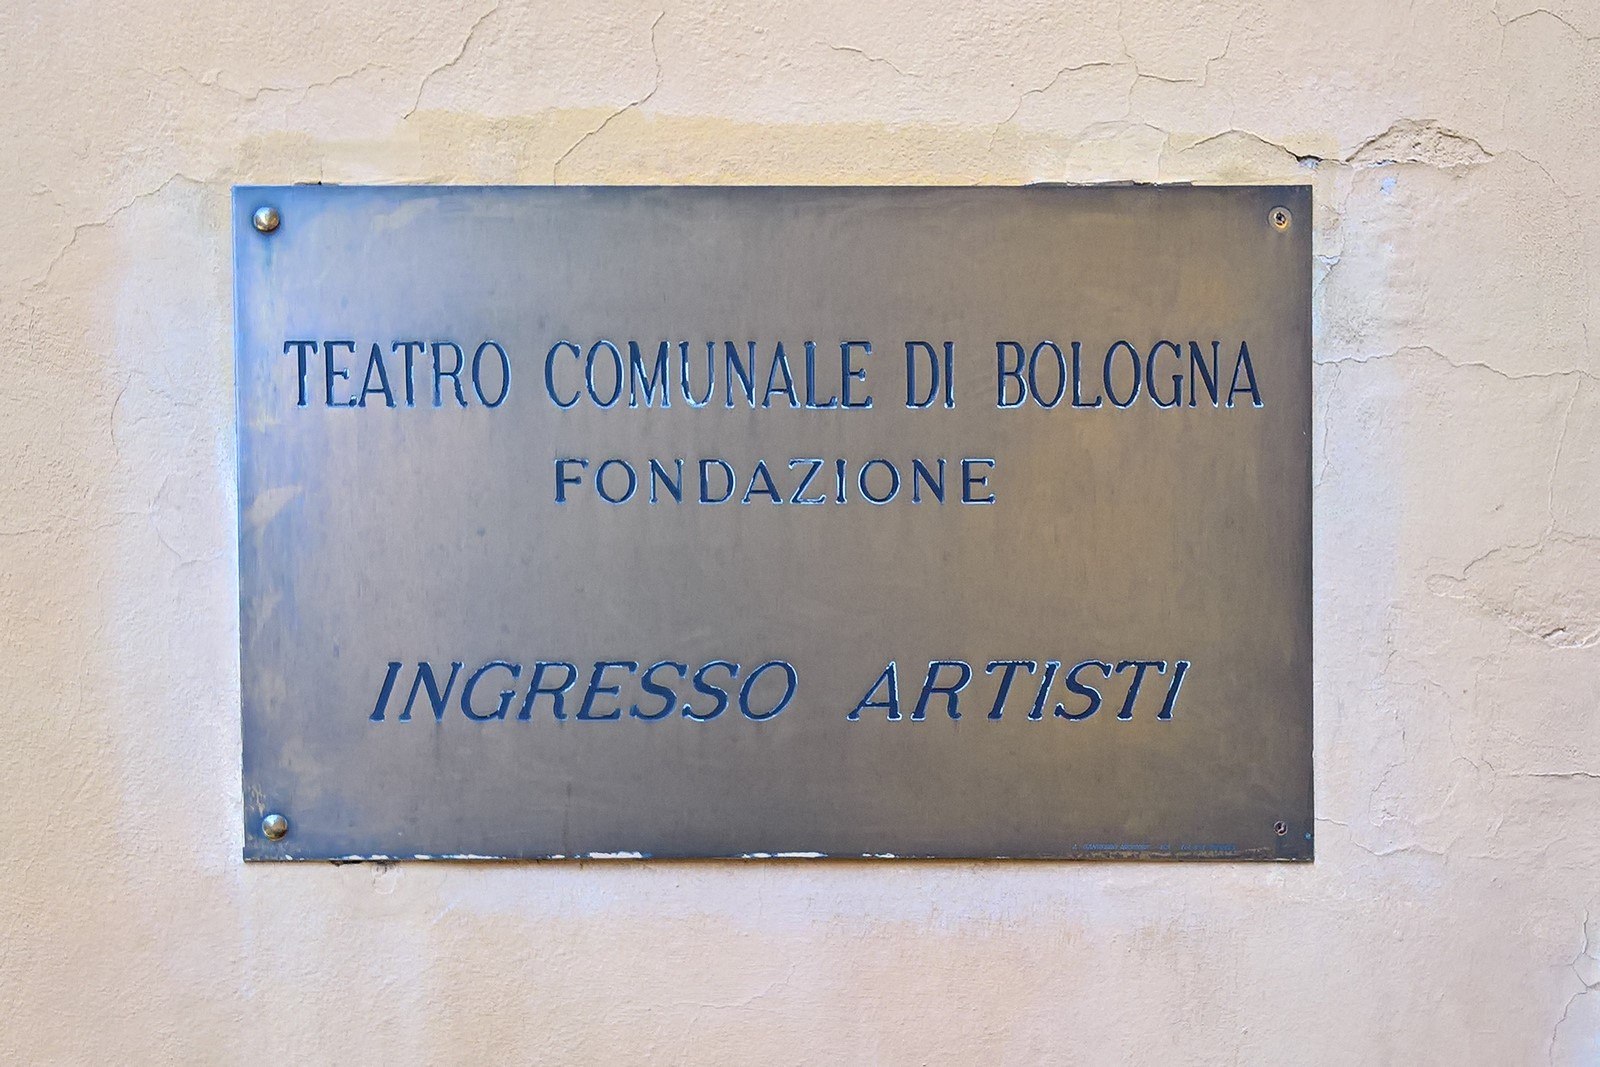 TEATRO COMUNALE DI BOLOGNA
FONDAZIONE
INGRESSO ARTISTI